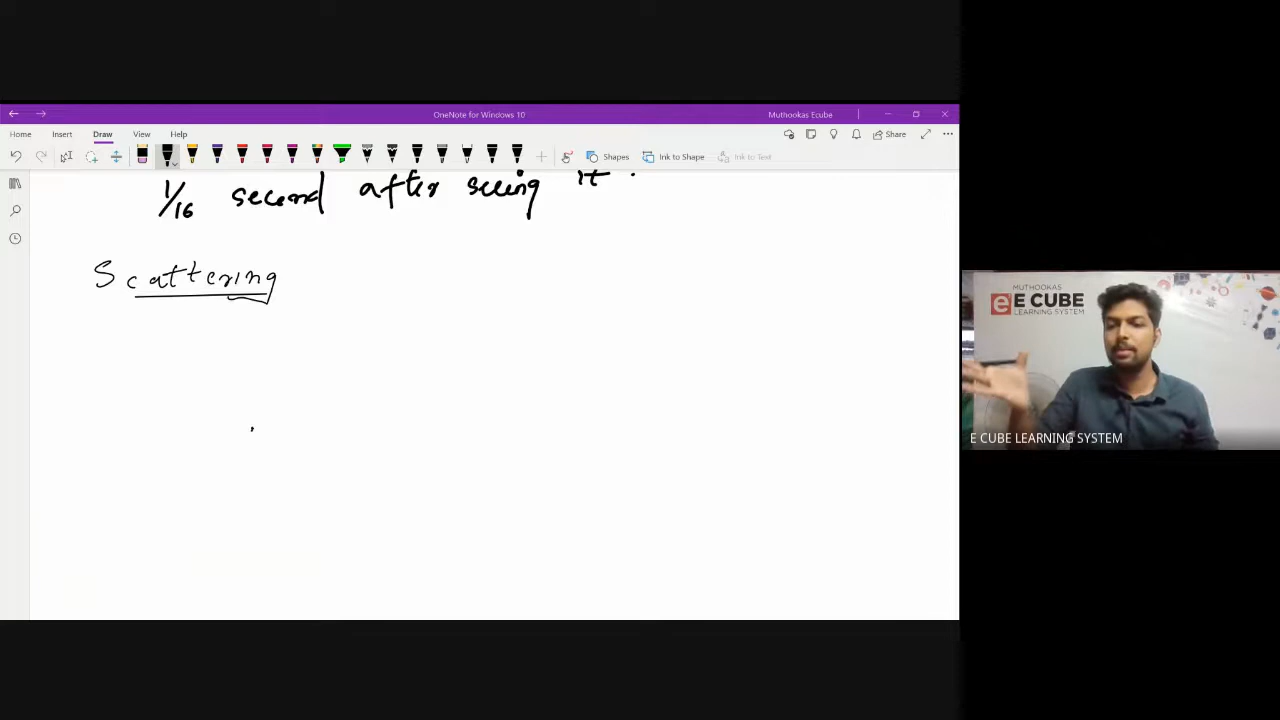 OneNote for Windows 10
Muthookas Ecube
Home Insert Draw View Help
Share
Shapes
Ink to Shape
Ink to Text
1/16 second after seeing it.
Scattering
MUTHOOKAS
e E CUBE
LEARNING SYSTEM
E CUBE LEARNING SYSTEM